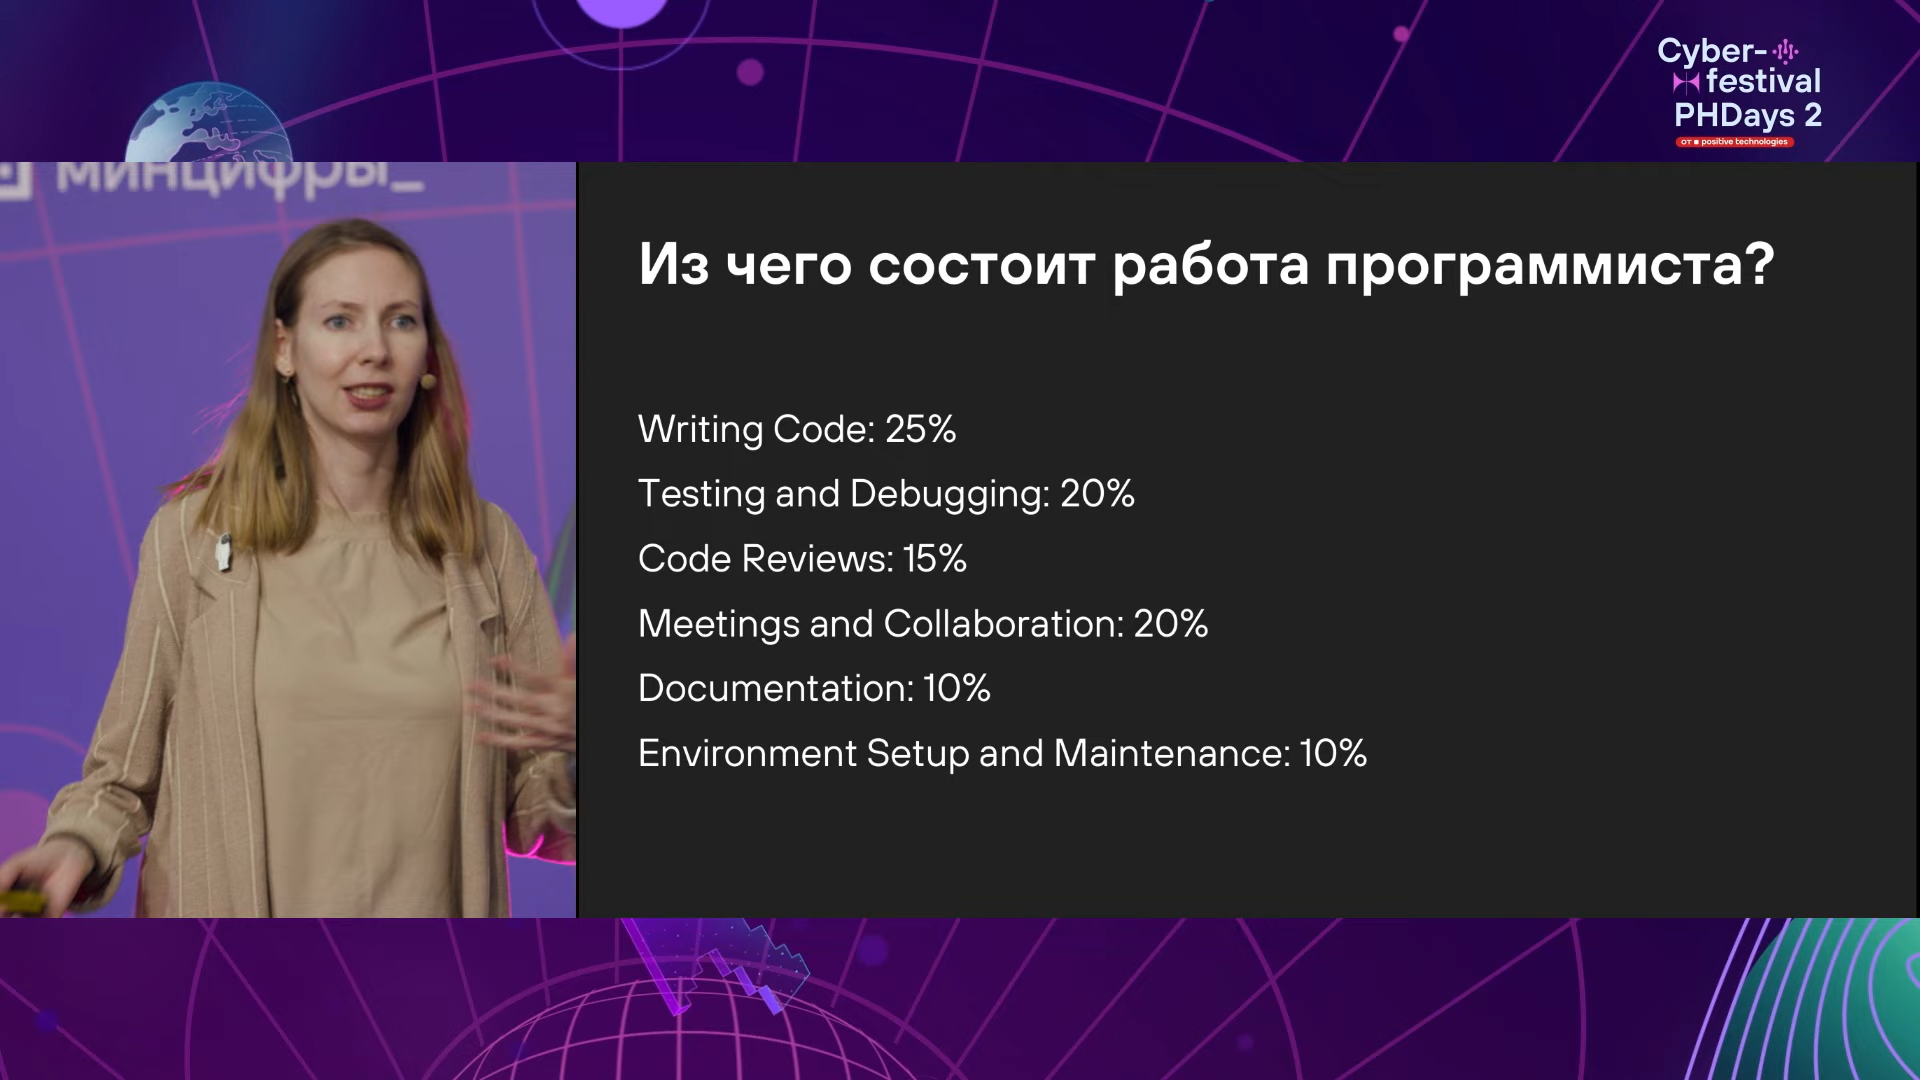 Cyber-
festival
PHDays 2
от positive technologies
минцифры_
Из чего состоит работа программиста?
Writing Code: 25%
Testing and Debugging: 20%
Code Reviews: 15%
Meetings and Collaboration: 20%
Documentation: 10%
Environment Setup and Maintenance: 10%